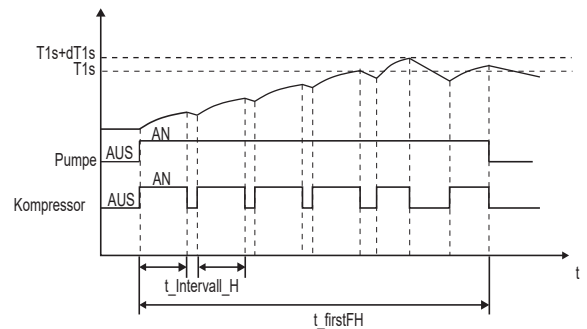 T1s+dT1s
T1s
AN
Pumpe
AUS
AN
Kompressor
AUS
t
t_Intervall_H
t_firstFH